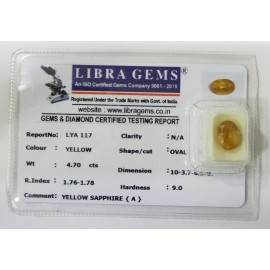 LIBRA GEMS®
An ISO Certified Gems Company 9001 - 2015
Registered Under the Trade Mark with Govt. of India
website : www.libragems.co.in
GEMS & DIAMOND CERTIFIED TESTING REPORT
ReportNo: LYA 117 Clarity N/A
Colour YELLOW Shape/cut OVAL
Wt 4.70 cts Dimension
R.Index 1.76-1.78 Hardness 9.0
Comment YELLOW SAPPHIRE { A }